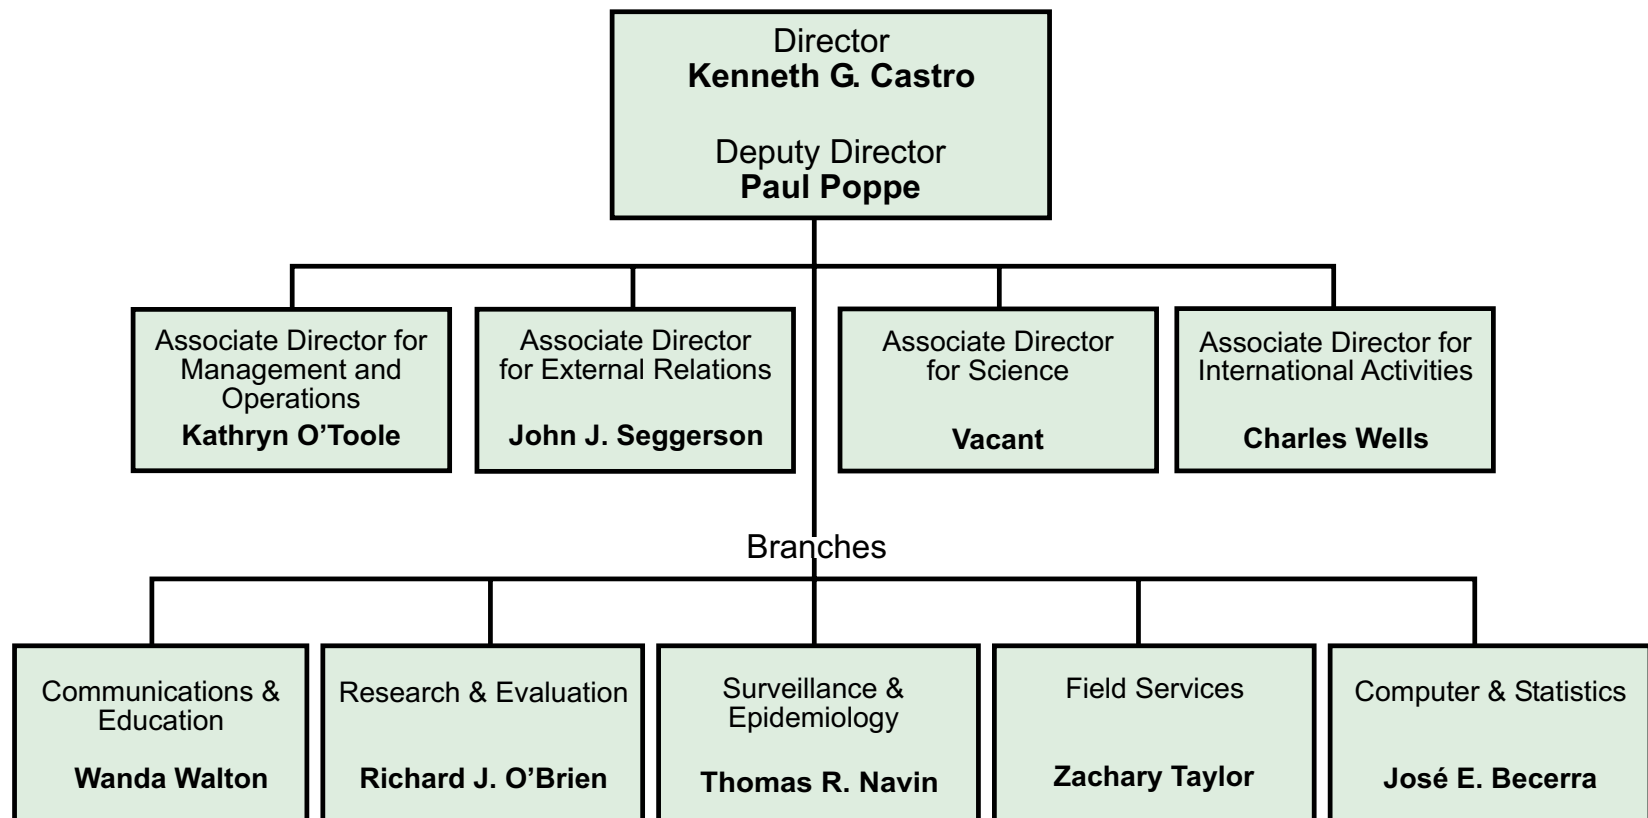 Director
Kenneth G. Castro
Deputy Director
Paul Poppe
Associate Director for
Management and
Operations
Kathryn O’Toole
Associate Director
for External Relations
John J. Seggerson
Associate Director
for Science
Vacant
Associate Director for
International Activities
Charles Wells
Branches
Communications &
Education
Wanda Walton
Research & Evaluation
Richard J. O’Brien
Surveillance &
Epidemiology
Thomas R. Navin
Field Services
Zachary Taylor
Computer & Statistics
José E. Becerra